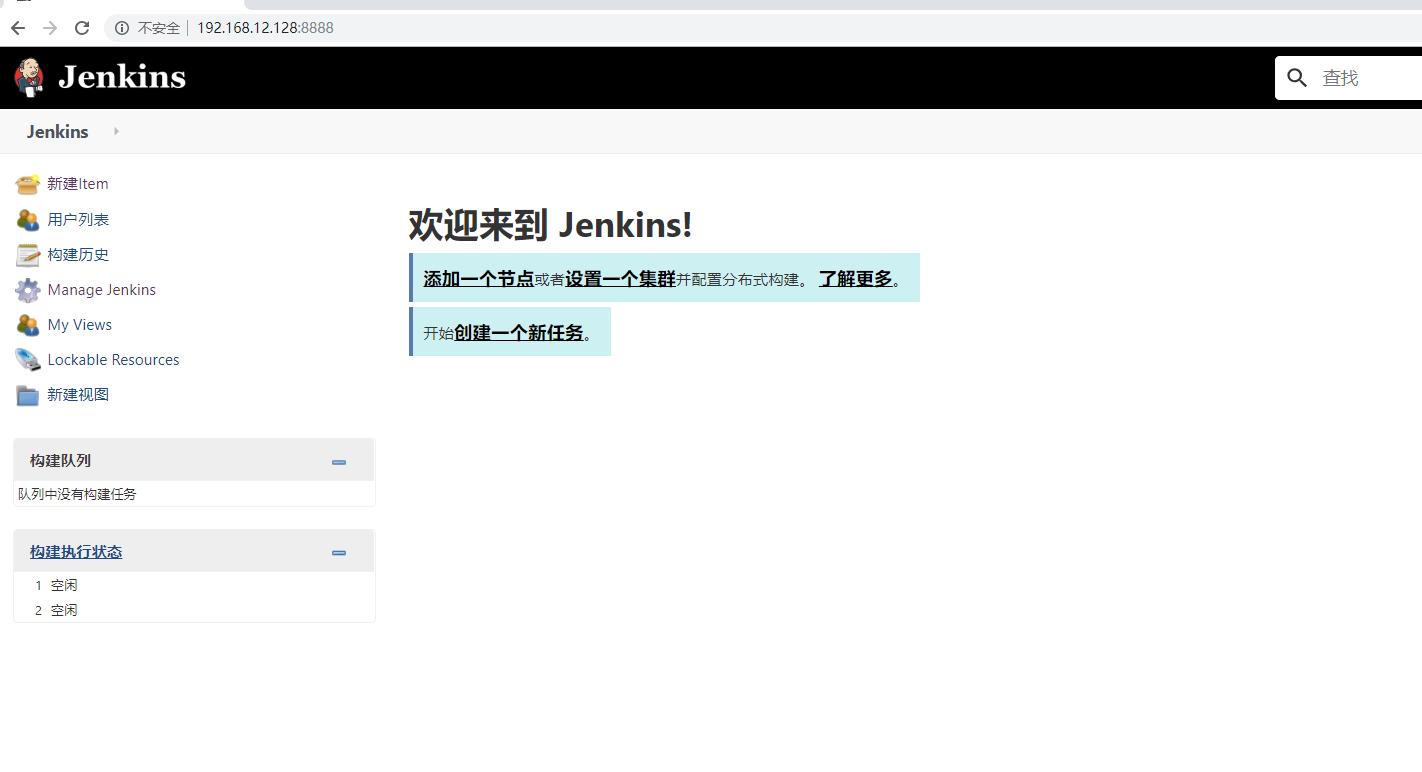 不安全 192.168.12.128:8888
Jenkins
查找
Jenkins
新建Item
用户列表
构建历史
Manage Jenkins
My Views
Lockable Resources
新建视图
构建队列
队列中没有构建任务
构建执行状态
1 空闲
2 空闲
欢迎来到 Jenkins!
添加一个节点或者设置一个集群并配置分布式构建。 了解更多。
开始创建一个新任务。